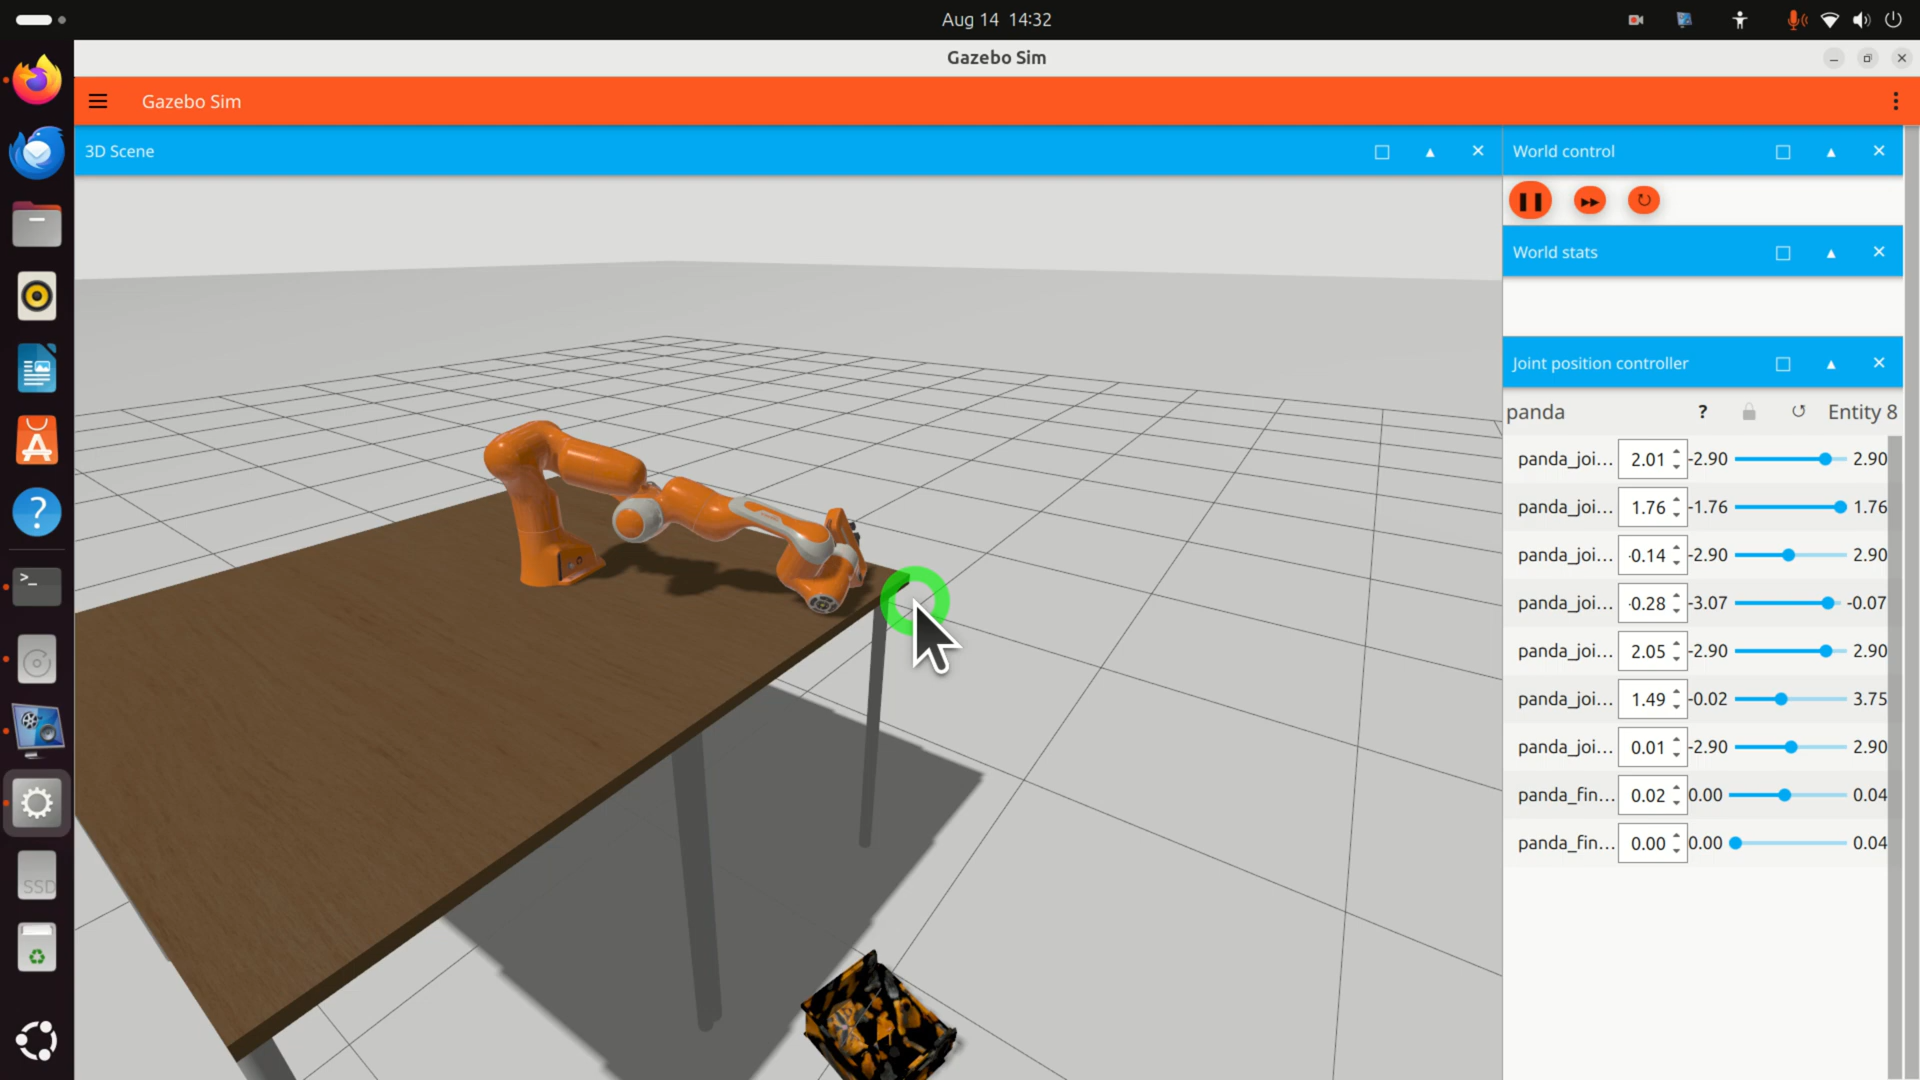 Aug 14 14:32
Gazebo Sim
Gazebo Sim
3D Scene
World control
World stats
Joint position controller
panda ? Entity 8
panda_joi... 2.01 -2.90 2.90
panda_joi... 1.76 -1.76 1.76
panda_joi... -0.14 -2.90 2.90
panda_joi... -0.28 -3.07 -0.07
panda_joi... 2.05 -2.90 2.90
panda_joi... 1.49 -0.02 3.75
panda_joi... 0.01 -2.90 2.90
panda_fin... 0.02 0.00 0.04
panda_fin... 0.00 0.00 0.04
SSD